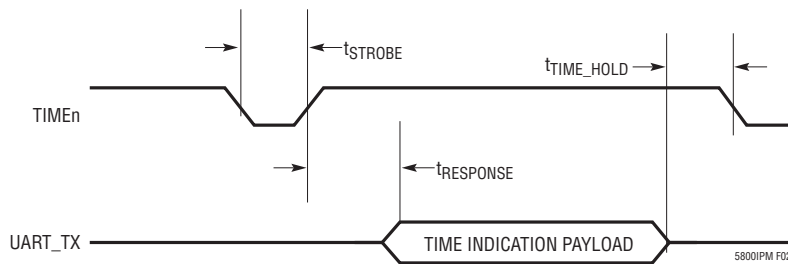 tSTROBE
tTIME_HOLD
TIMEn
tRESPONSE
UART_TX
TIME INDICATION PAYLOAD
5800IPM F02